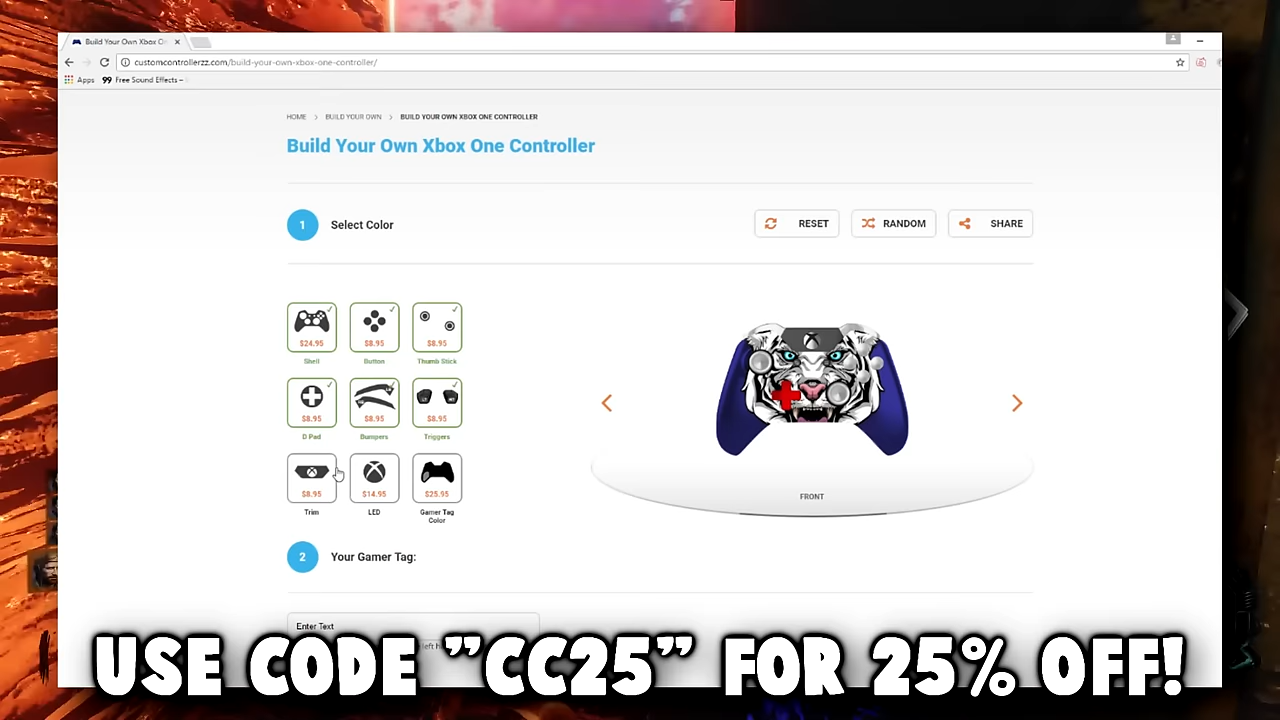 Build Your Own Xbox O
customcontrollerzz.com/build-your-own-xbox-one-controller/
Apps
Free Sound Effects –
HOME > BUILD YOUR OWN > BUILD YOUR OWN XBOX ONE CONTROLLER
Build Your Own Xbox One Controller
1 Select Color
RESET
RANDOM
SHARE
$24.95 $8.95 $8.95
Shell Button Thumb Stick
$8.95 $8.95 $8.95
D Pad Bumpers Triggers
$8.95 $14.95 $25.95
Trim LED Gamer Tag
Color
FRONT
2 Your Gamer Tag:
Enter Text
left
USE CODE "CC25" FOR 25% OFF!